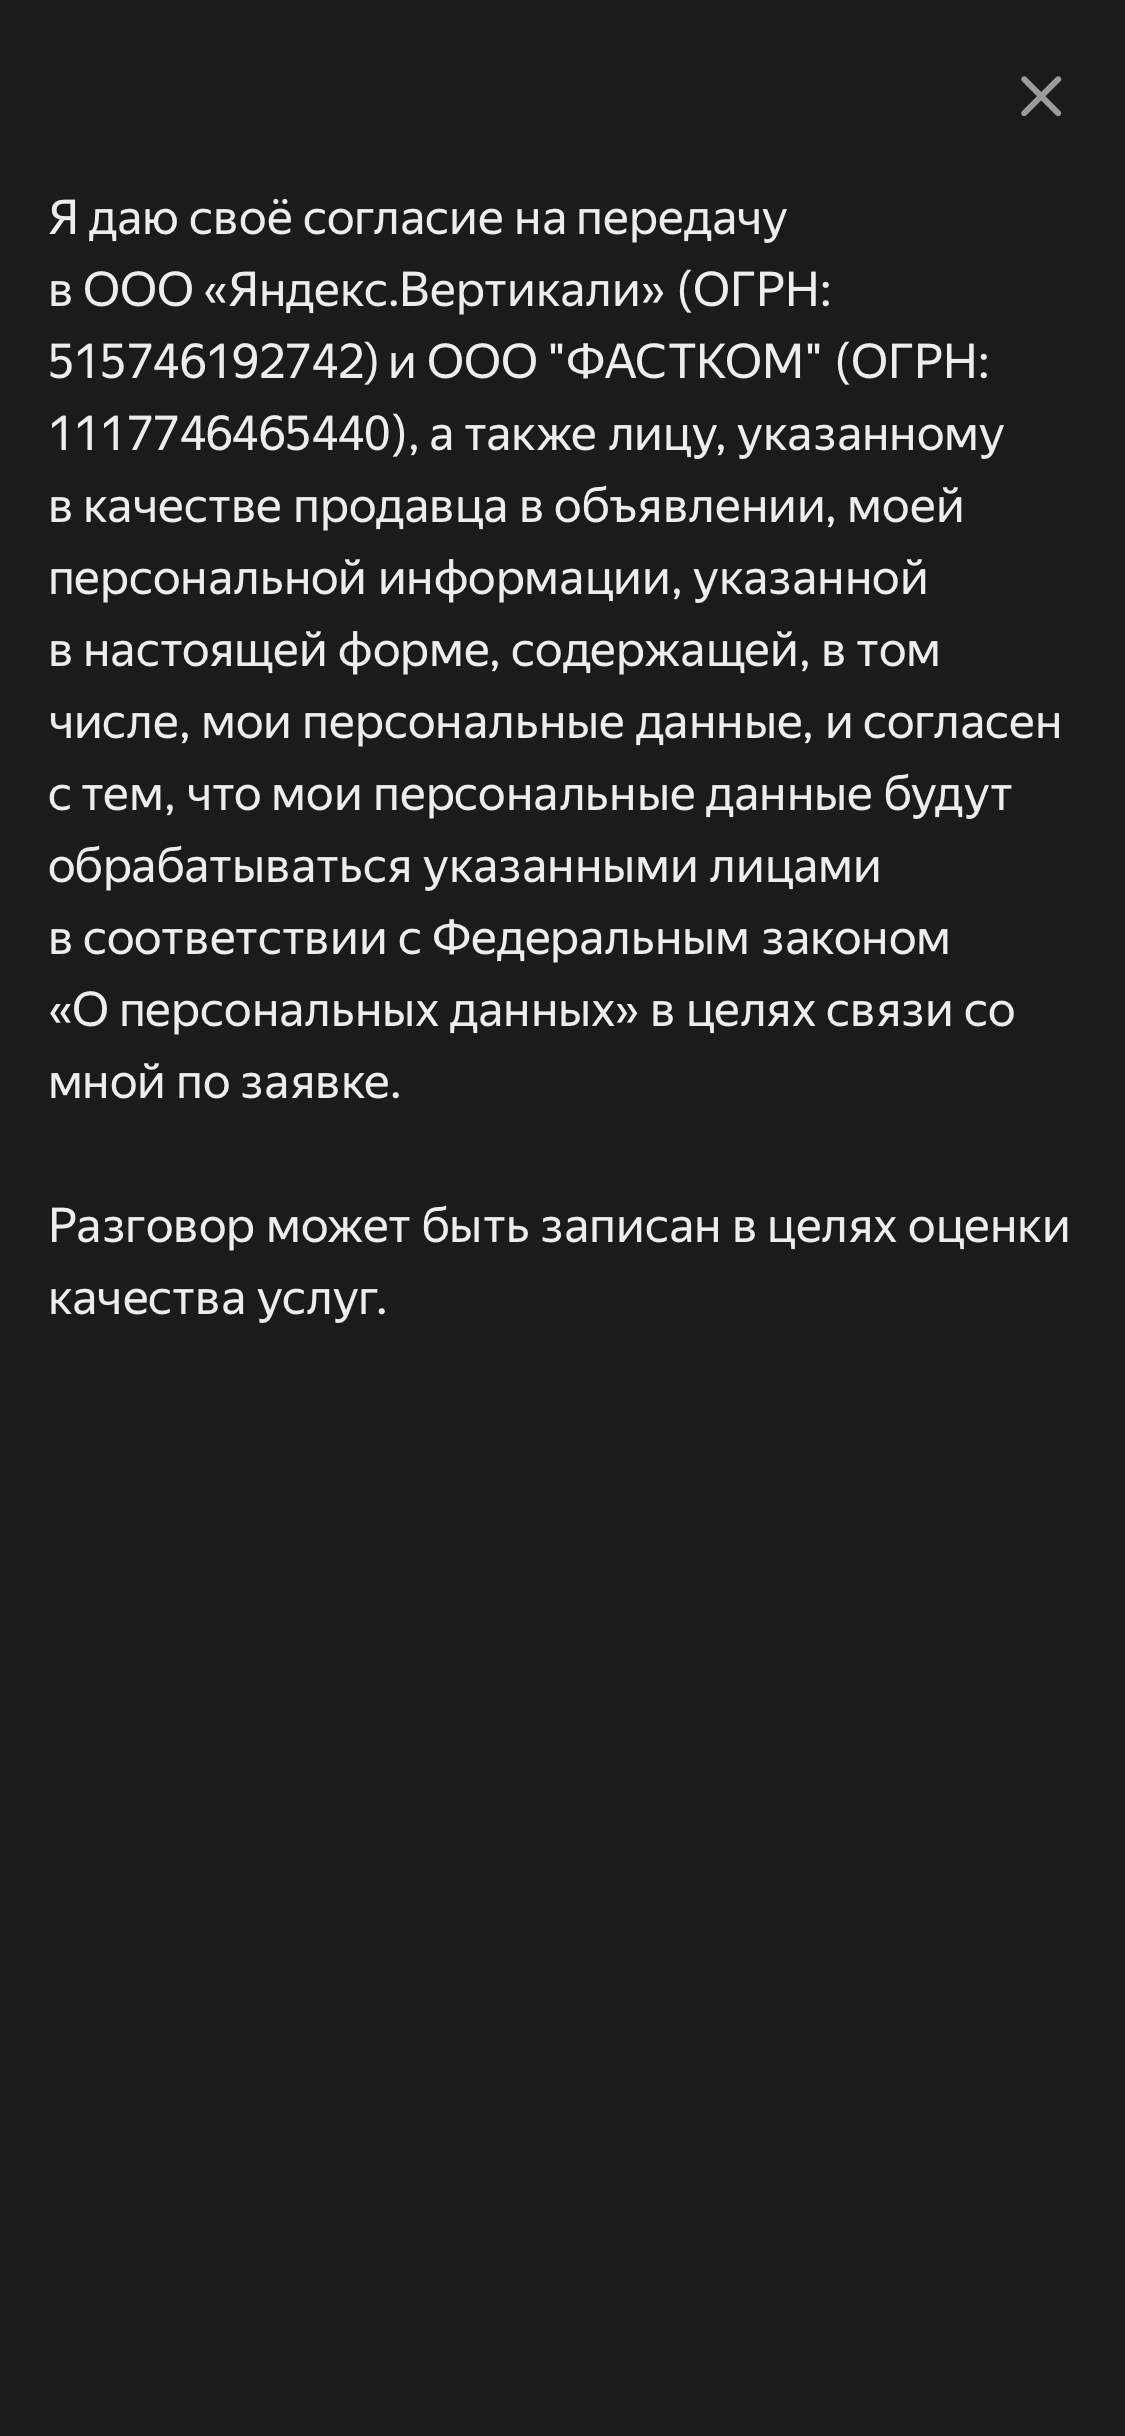 Я даю своё согласие на передачу
в ООО «Яндекс.Вертикали» (ОГРН:
515746192742) и ООО "ФАСТКОМ" (ОГРН:
1117746465440), а также лицу, указанному
в качестве продавца в объявлении, моей
персональной информации, указанной
в настоящей форме, содержащей, в том
числе, мои персональные данные, и согласен
с тем, что мои персональные данные будут
обрабатываться указанными лицами
в соответствии с Федеральным законом
«О персональных данных» в целях связи со
мной по заявке.
Разговор может быть записан в целях оценки
качества услуг.